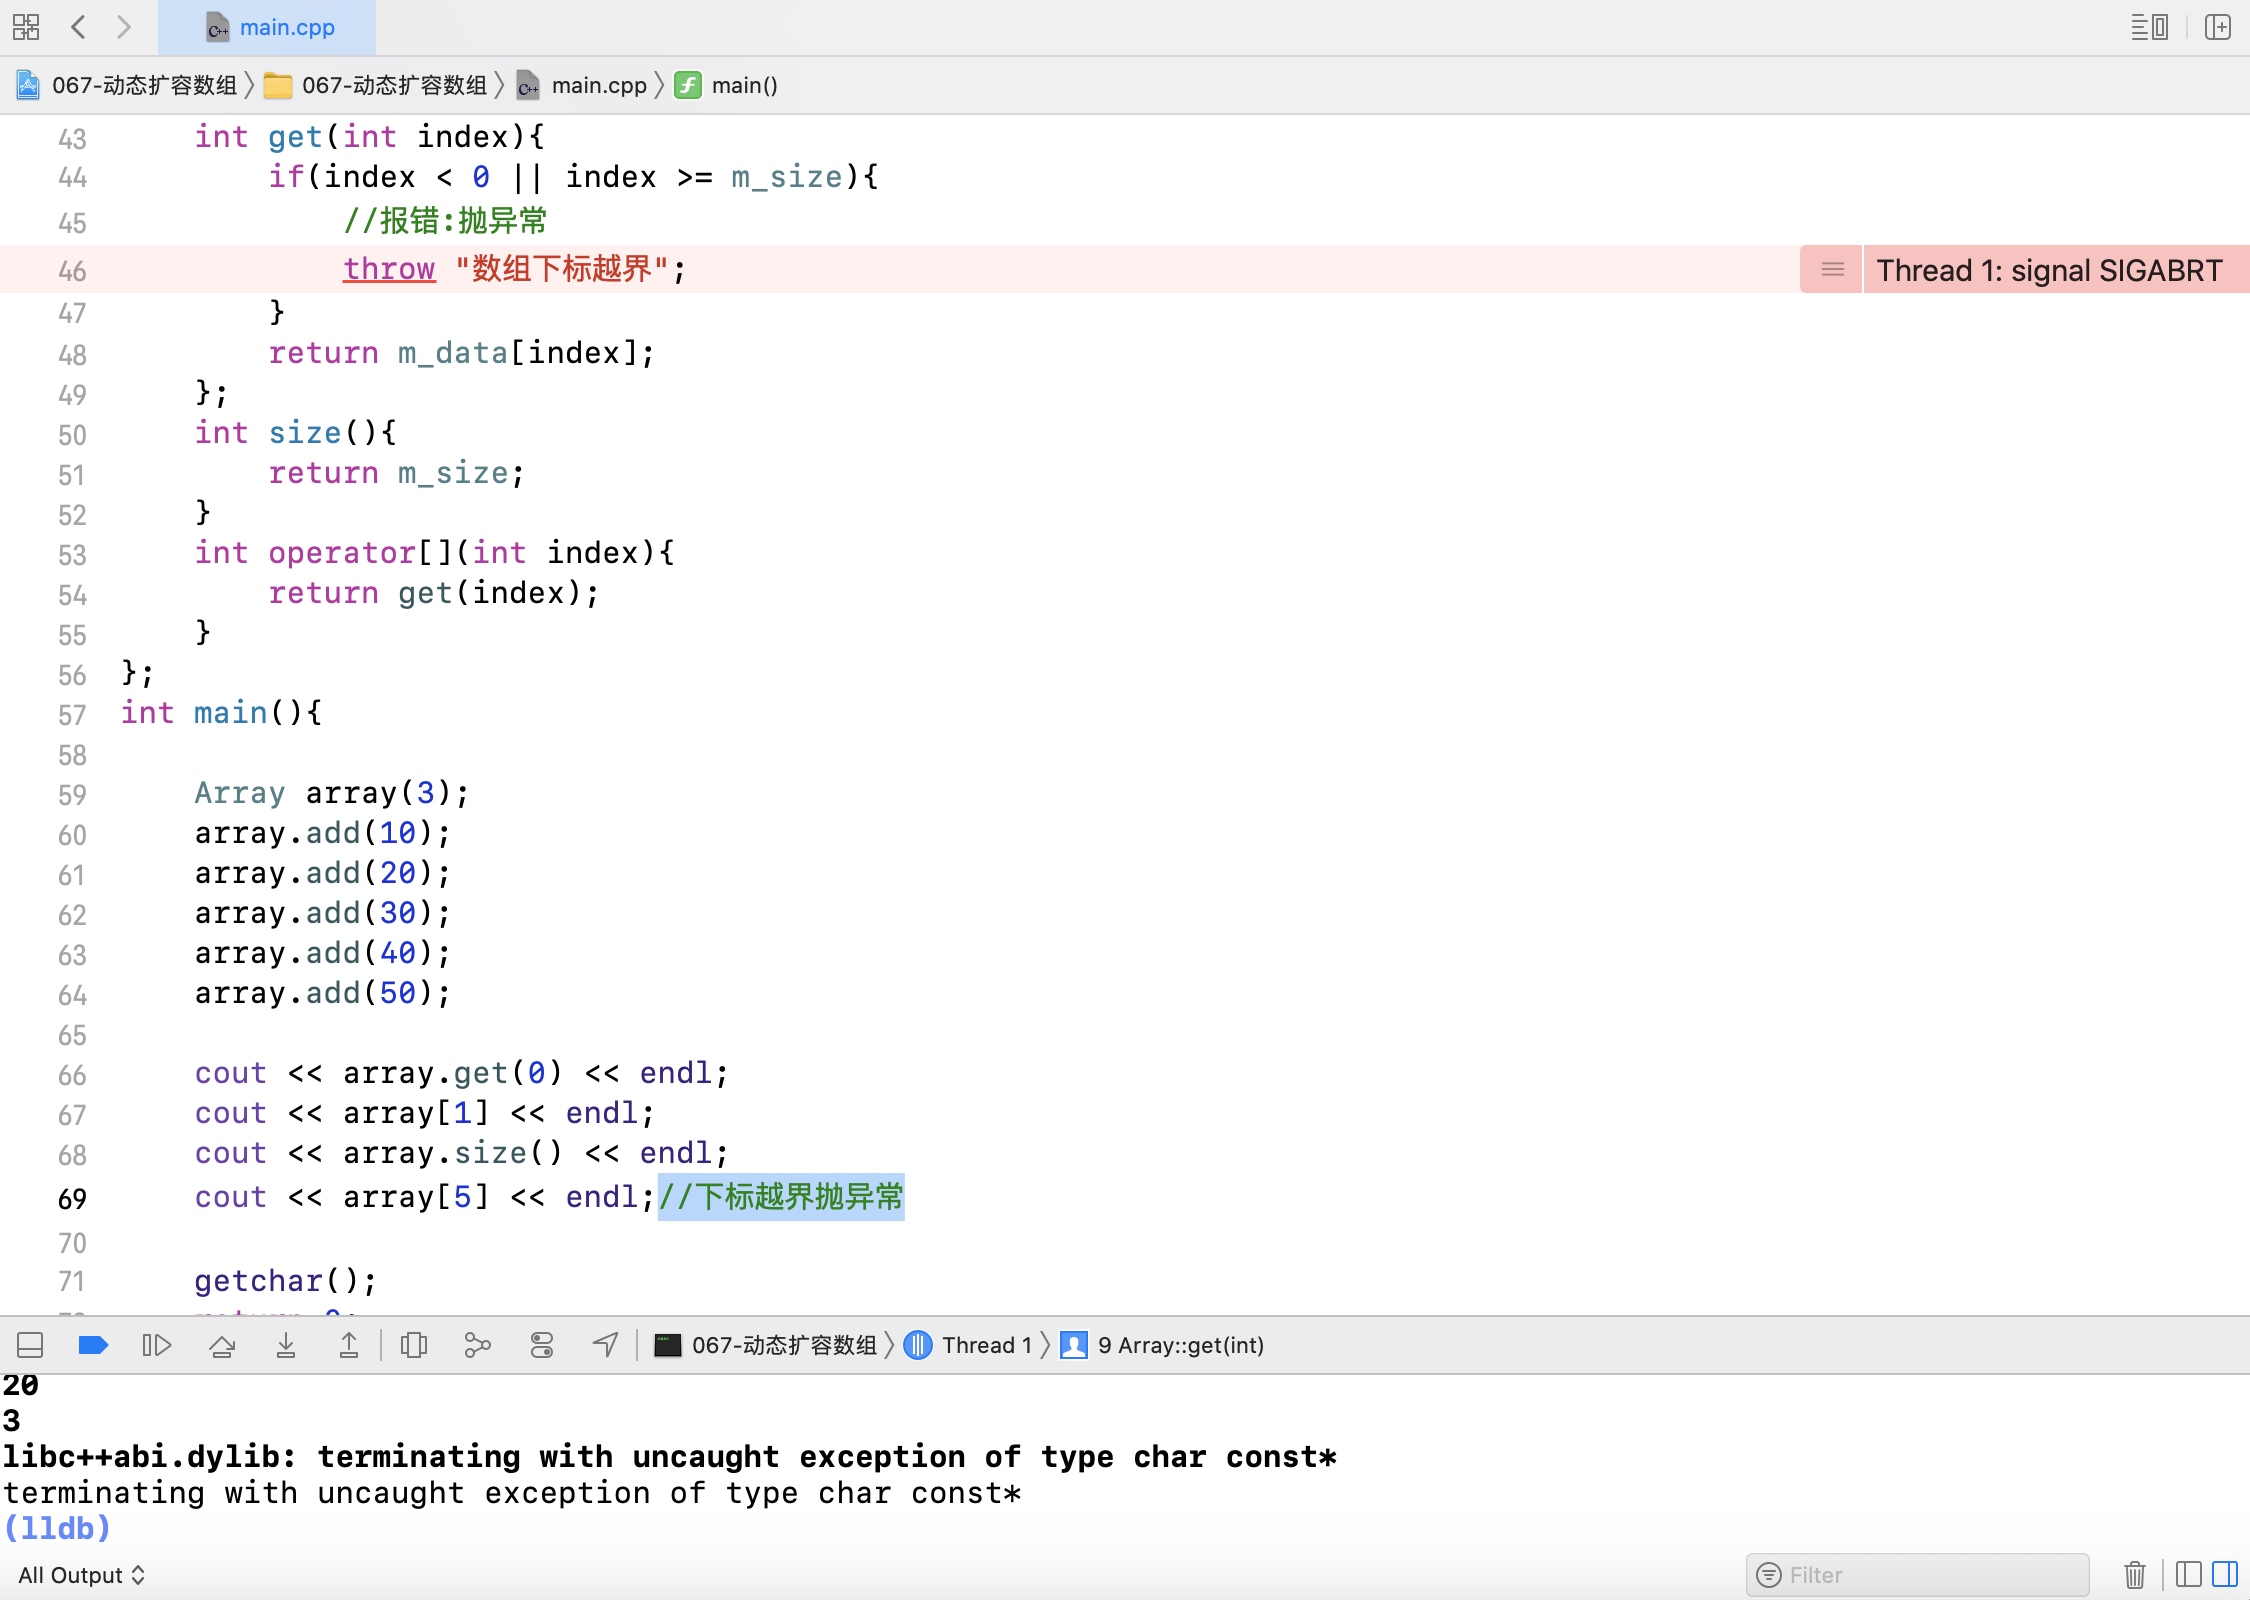 main.cpp
067-动态扩容数组 〉 067-动态扩容数组 〉 main.cpp 〉 main()
43 int get(int index){
44 if(index < 0 || index >= m_size){
45 //报错:抛异常
46 throw "数组下标越界"; Thread 1: signal SIGABRT
47 }
48 return m_data[index];
49 };
50 int size(){
51 return m_size;
52 }
53 int operator[](int index){
54 return get(index);
55 }
56 };
57 int main(){
58
59 Array array(3);
60 array.add(10);
61 array.add(20);
62 array.add(30);
63 array.add(40);
64 array.add(50);
65
66 cout << array.get(0) << endl;
67 cout << array[1] << endl;
68 cout << array.size() << endl;
69 cout << array[5] << endl;//下标越界抛异常
70
71 getchar();
067-动态扩容数组 〉 Thread 1 〉 9 Array::get(int)
20
3
libc++abi.dylib: terminating with uncaught exception of type char const*
terminating with uncaught exception of type char const*
(lldb)
All Output Filter